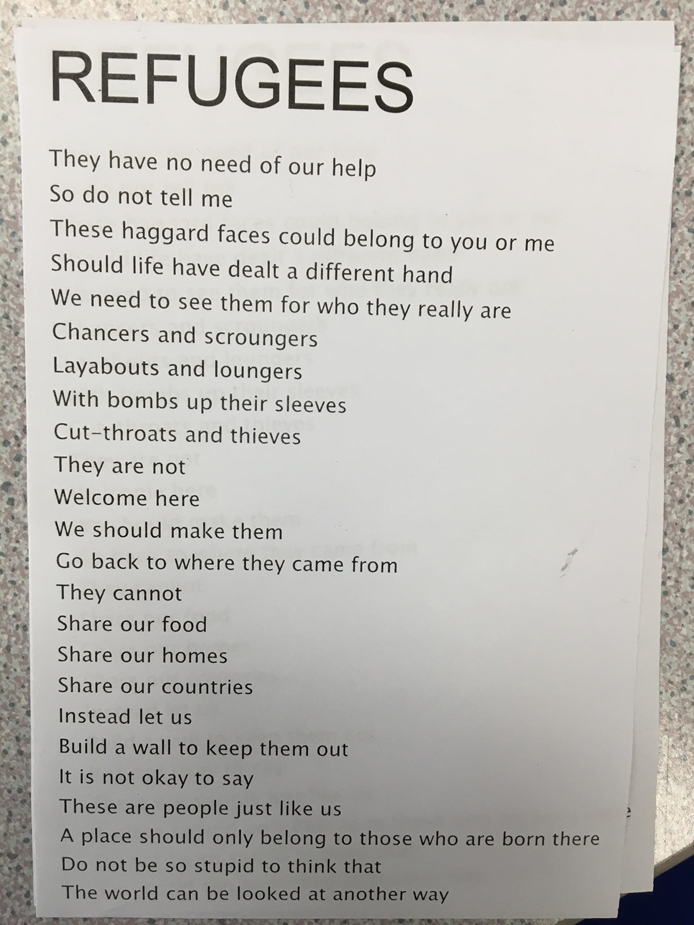 REFUGEES
They have no need of our help
So do not tell me
These haggard faces could belong to you or me
Should life have dealt a different hand
We need to see them for who they really are
Chancers and scroungers
Layabouts and loungers
With bombs up their sleeves
Cut-throats and thieves
They are not
Welcome here
We should make them
Go back to where they came from
They cannot
Share our food
Share our homes
Share our countries
Instead let us
Build a wall to keep them out
It is not okay to say
These are people just like us
A place should only belong to those who are born there
Do not be so stupid to think that
The world can be looked at another way